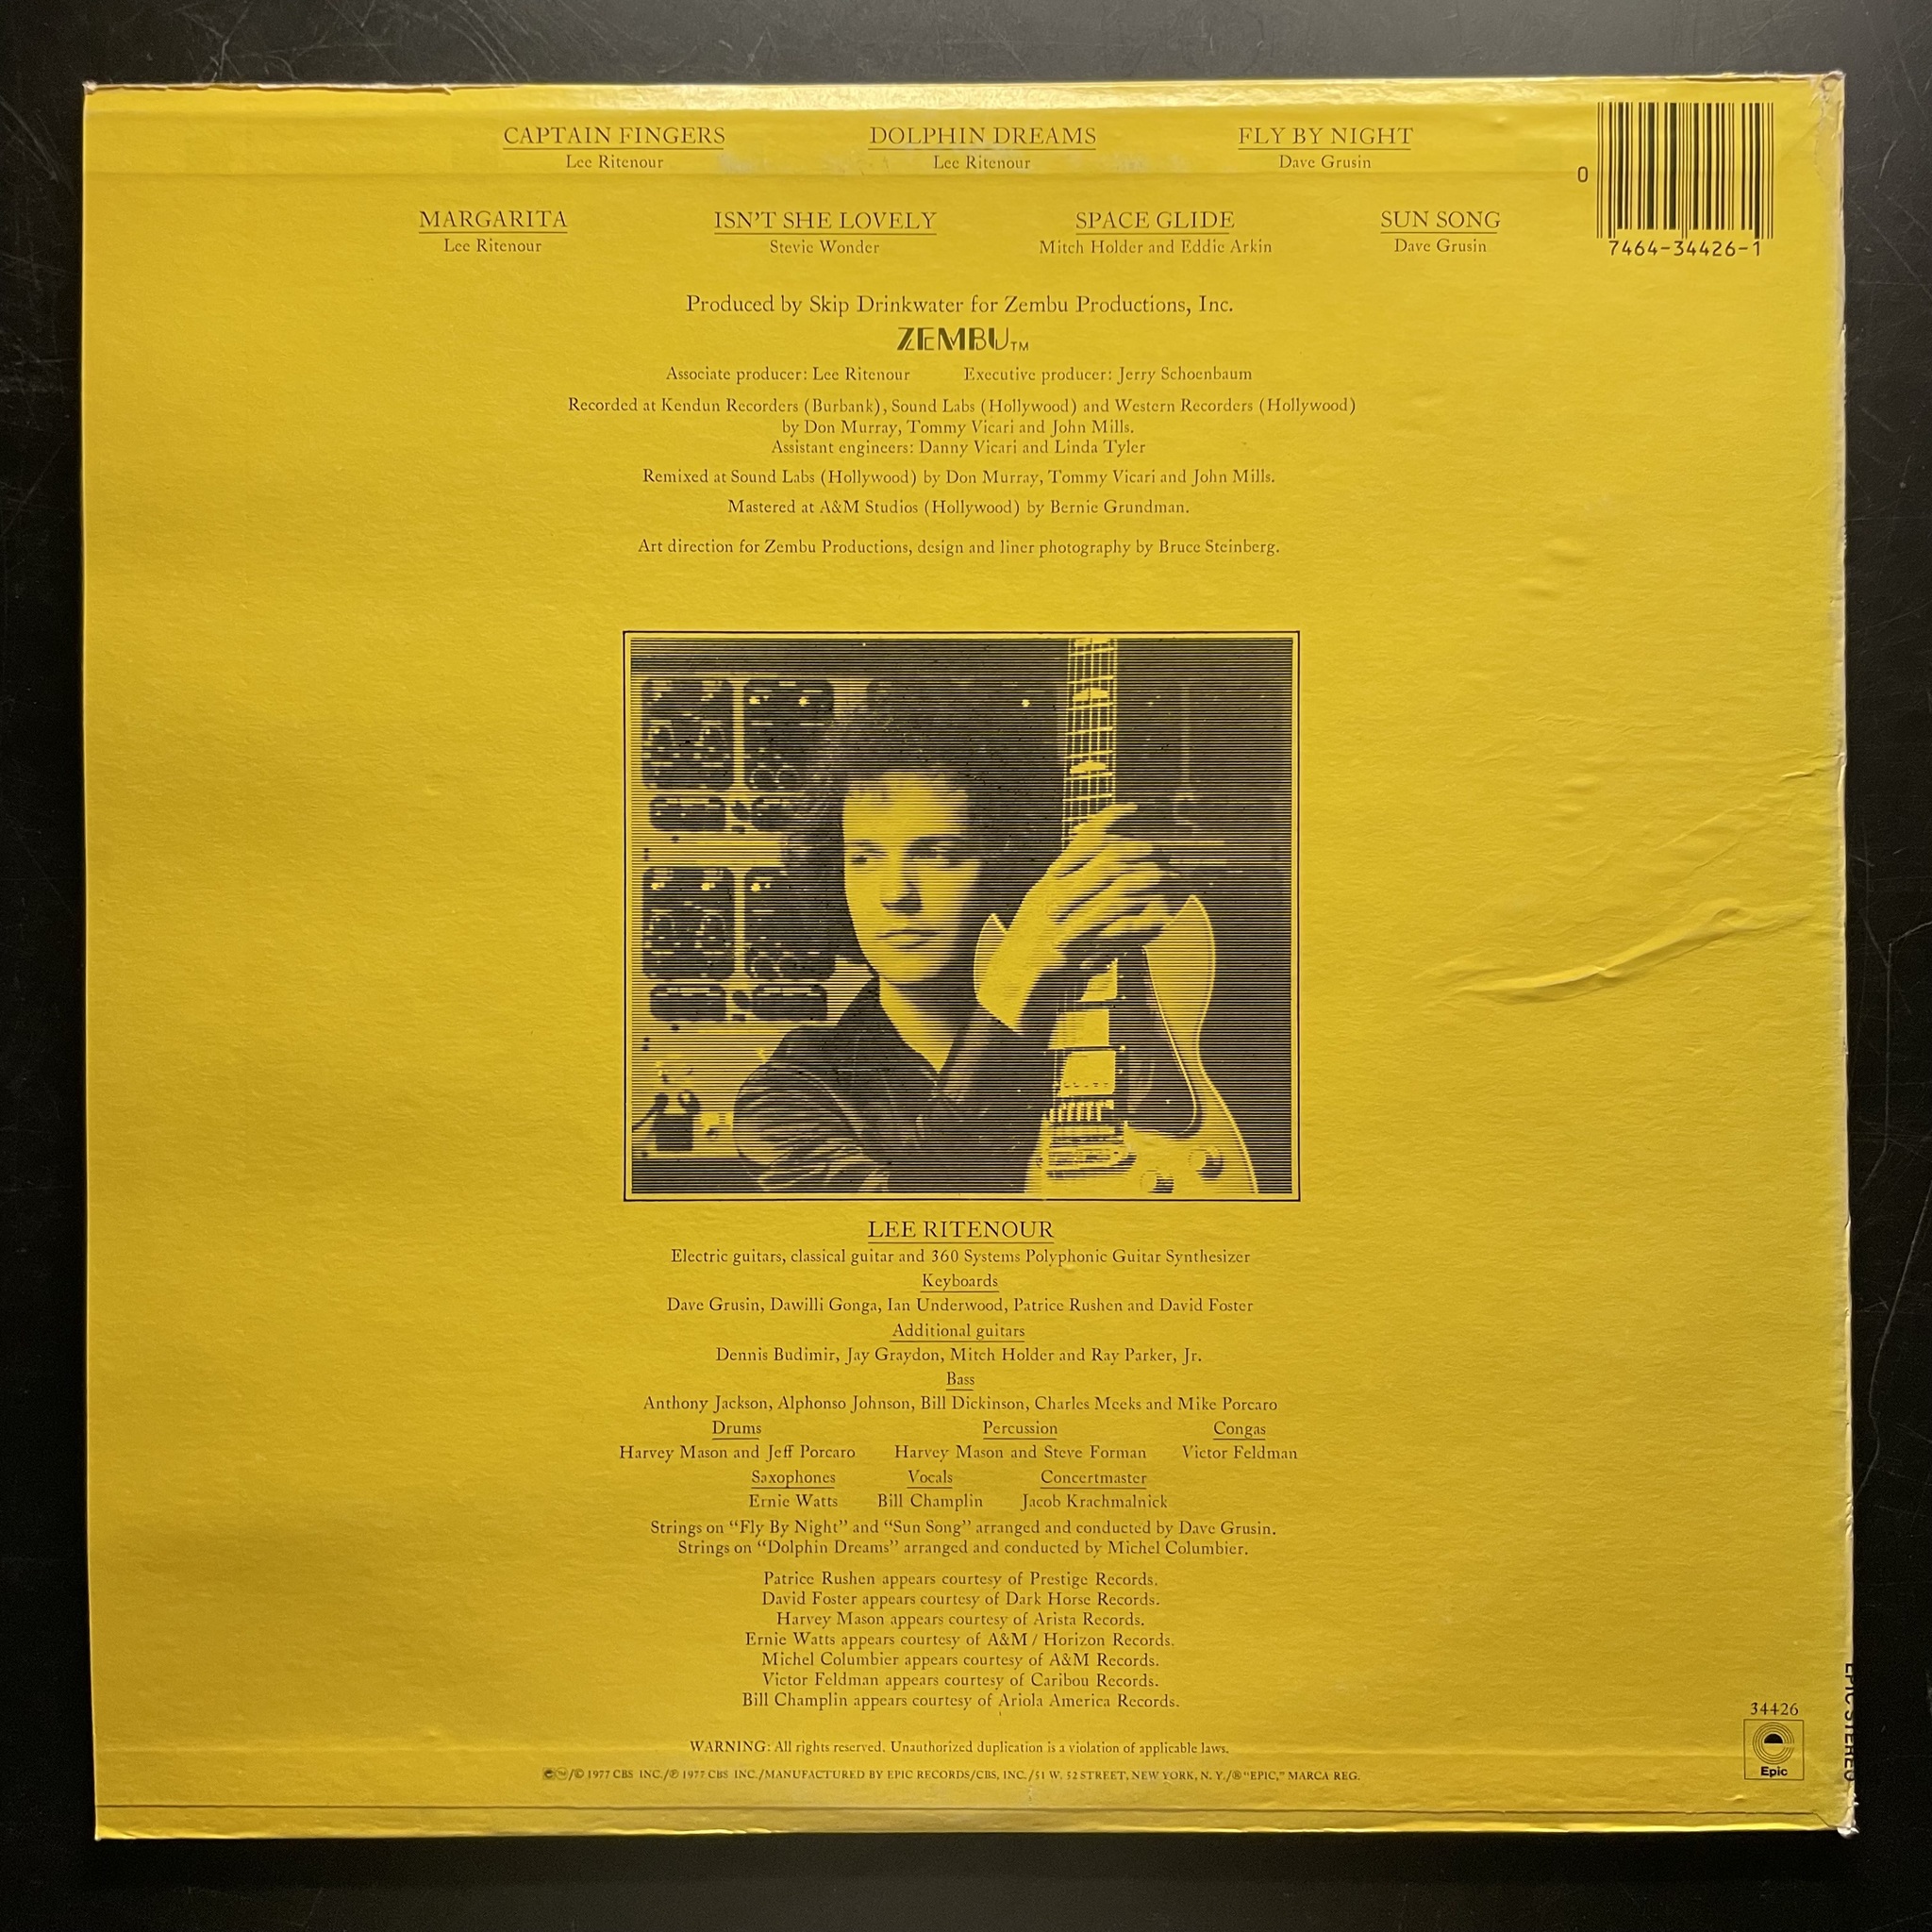 CAPTAIN FINGERS DOLPHIN DREAMS FLY BY NIGHT
Lee Ritenour Lee Ritenour Dave Grusin
0
MARGARITA ISN'T SHE LOVELY SPACE GLIDE SUN SONG
Lee Ritenour Stevie Wonder Mitch Holder and Eddie Arkin Dave Grusin
7464-34426-1
Produced by Skip Drinkwater for Zembu Productions, Inc.
ZEMBU™
Associate producer: Lee Ritenour Executive producer: Jerry Schoenbaum
Recorded at Kendun Recorders (Burbank), Sound Labs (Hollywood) and Western Recorders (Hollywood)
by Don Murray, Tommy Vicari and John Mills.
Assistant engineers: Danny Vicari and Linda Tyler
Remixed at Sound Labs (Hollywood) by Don Murray, Tommy Vicari and John Mills.
Mastered at A&M Studios (Hollywood) by Bernie Grundman.
Art direction for Zembu Productions, design and liner photography by Bruce Steinberg.
LEE RITENOUR
Electric guitars, classical guitar and 360 Systems Polyphonic Guitar Synthesizer
Keyboards
Dave Grusin, Dawilli Gonga, Ian Underwood, Patrice Rushen and David Foster
Additional guitars
Dennis Budimir, Jay Graydon, Mitch Holder and Ray Parker, Jr.
Bass
Anthony Jackson, Alphonso Johnson, Bill Dickinson, Charles Meeks and Mike Porcaro
Drums Percussion Congas
Harvey Mason and Jeff Porcaro Harvey Mason and Steve Forman Victor Feldman
Saxophones Vocals Concertmaster
Ernie Watts Bill Champlin Jacob Krachmalnick
Strings on "Fly By Night" and "Sun Song" arranged and conducted by Dave Grusin.
Strings on "Dolphin Dreams" arranged and conducted by Michel Columbier.
Patrice Rushen appears courtesy of Prestige Records.
David Foster appears courtesy of Dark Horse Records.
Harvey Mason appears courtesy of Arista Records.
Ernie Watts appears courtesy of A&M / Horizon Records.
Michel Columbier appears courtesy of A&M Records.
Victor Feldman appears courtesy of Caribou Records.
Bill Champlin appears courtesy of Ariola America Records.
34426
Epic
EPIC STEREO
WARNING: All rights reserved. Unauthorized duplication is a violation of applicable laws.
/© 1977 CBS INC./℗ 1977 CBS INC./MANUFACTURED BY EPIC RECORDS/CBS, INC./51 W. 52 STREET, NEW YORK, N. Y./® "EPIC," MARCA REG.